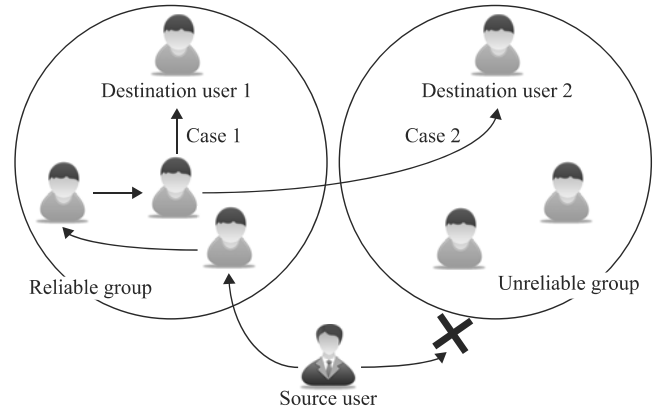 Destination user 1
Destination user 2
Case 1
Case 2
Reliable group
Unreliable group
Source user